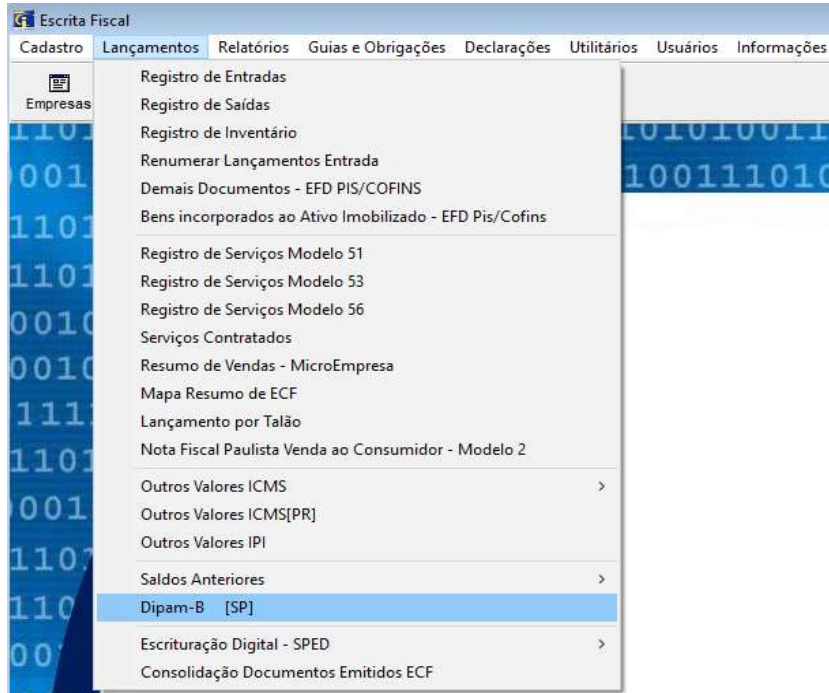 Escrita Fiscal
Cadastro Lançamentos Relatórios Guias e Obrigações Declarações Utilitários Usuários Informações
Empresas
Registro de Entradas
Registro de Saídas
Registro de Inventário
Renumerar Lançamentos Entrada
Demais Documentos - EFD PIS/COFINS
Bens incorporados ao Ativo Imobilizado - EFD Pis/Cofins
Registro de Serviços Modelo 51
Registro de Serviços Modelo 53
Registro de Serviços Modelo 56
Serviços Contratados
Resumo de Vendas - MicroEmpresa
Mapa Resumo de ECF
Lançamento por Talão
Nota Fiscal Paulista Venda ao Consumidor - Modelo 2
Outros Valores ICMS >
Outros Valores ICMS[PR]
Outros Valores IPI
Saldos Anteriores >
Dipam-B [SP]
Escrituração Digital - SPED >
Consolidação Documentos Emitidos ECF